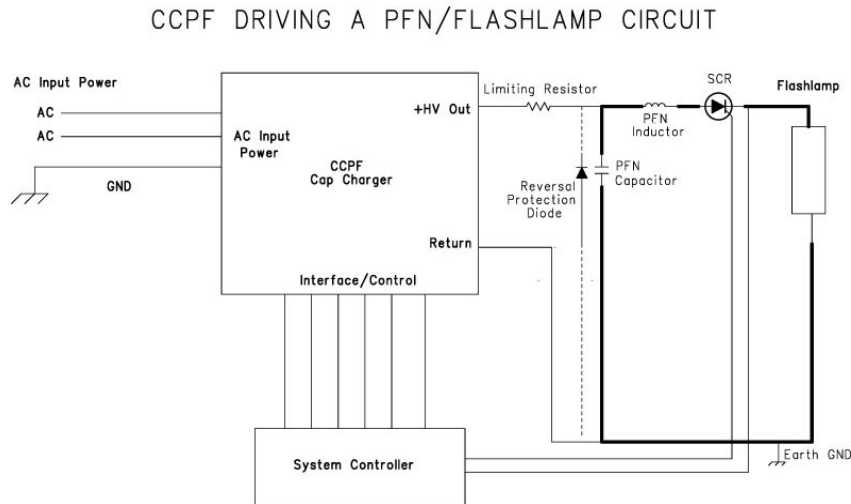 CCPF DRIVING A PFN/FLASHLAMP CIRCUIT
AC Input Power
AC
AC
GND
AC Input
Power
+HV Out
CCPF
Cap Charger
Return
Interface/Control
Limiting Resistor
PFN
Inductor
SCR
Flashlamp
PFN
Capacitor
Reversal
Protection
Diode
Earth GND
System Controller